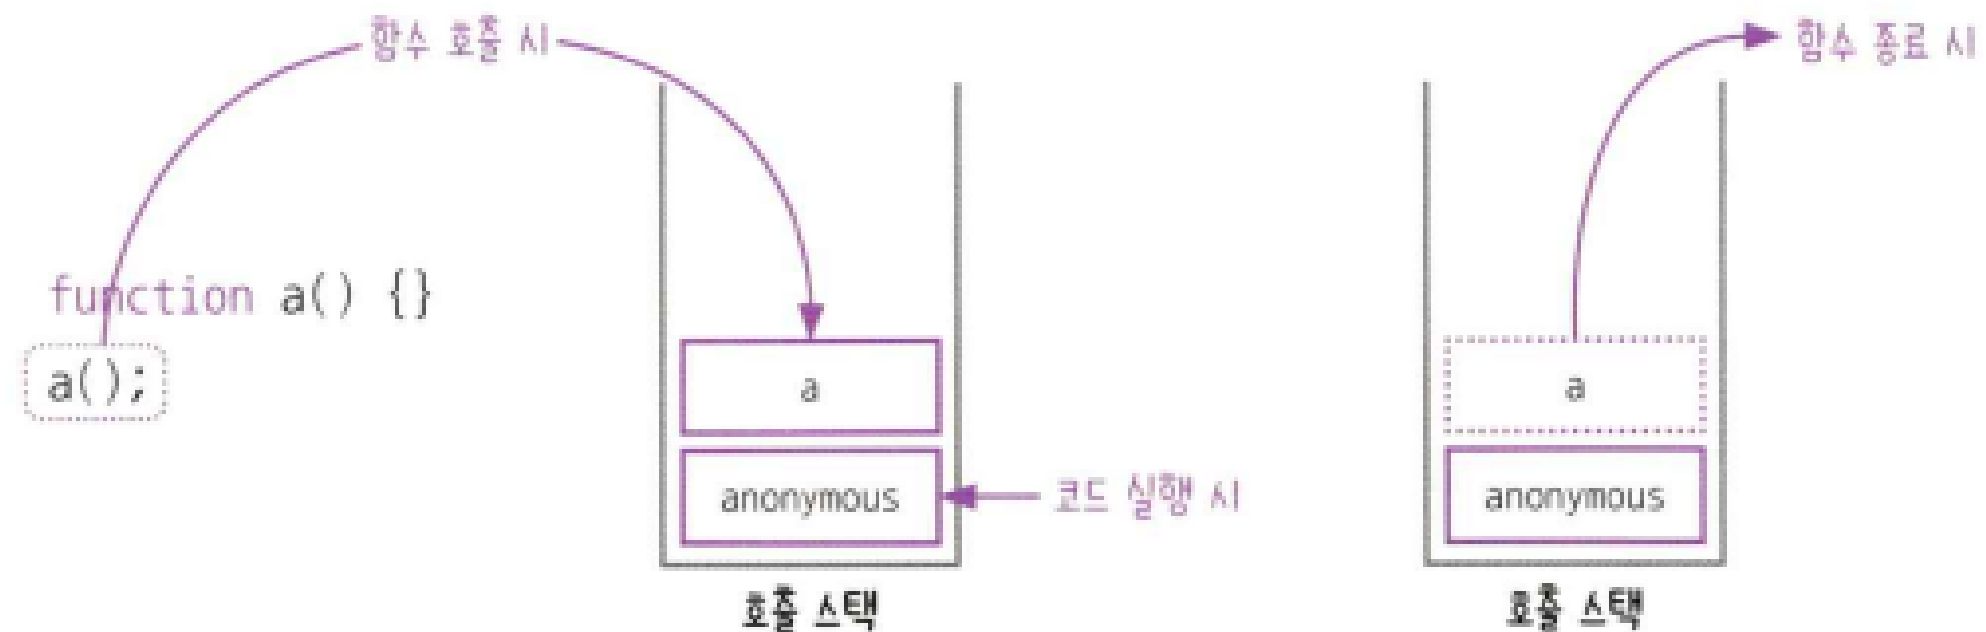 함수 호출 시
함수 종료 시
function a() {}
a();
a
anonymous
코드 실행 시
호출 스택
a
anonymous
호출 스택